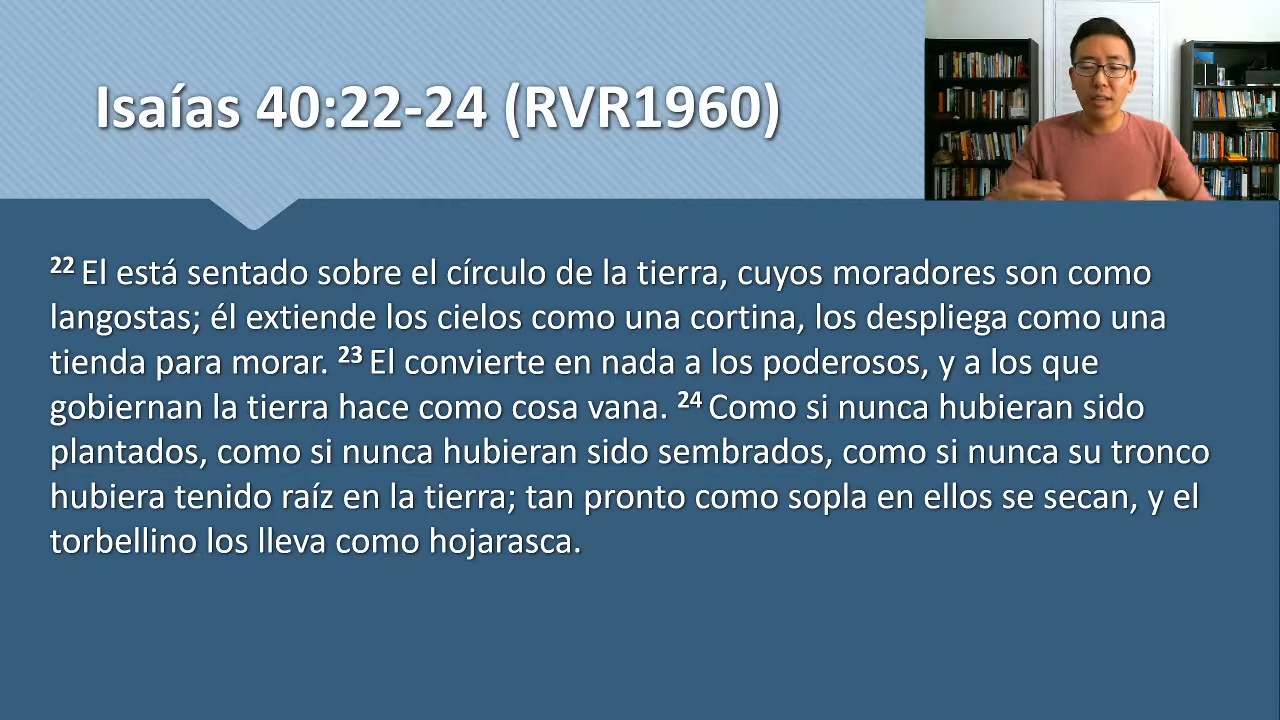 Isaías 40:22-24 (RVR1960)
22 El está sentado sobre el círculo de la tierra, cuyos moradores son como
langostas; él extiende los cielos como una cortina, los despliega como una
tienda para morar. 23 El convierte en nada a los poderosos, y a los que
gobiernan la tierra hace como cosa vana. 24 Como si nunca hubieran sido
plantados, como si nunca hubieran sido sembrados, como si nunca su tronco
hubiera tenido raíz en la tierra; tan pronto como sopla en ellos se secan, y el
torbellino los lleva como hojarasca.